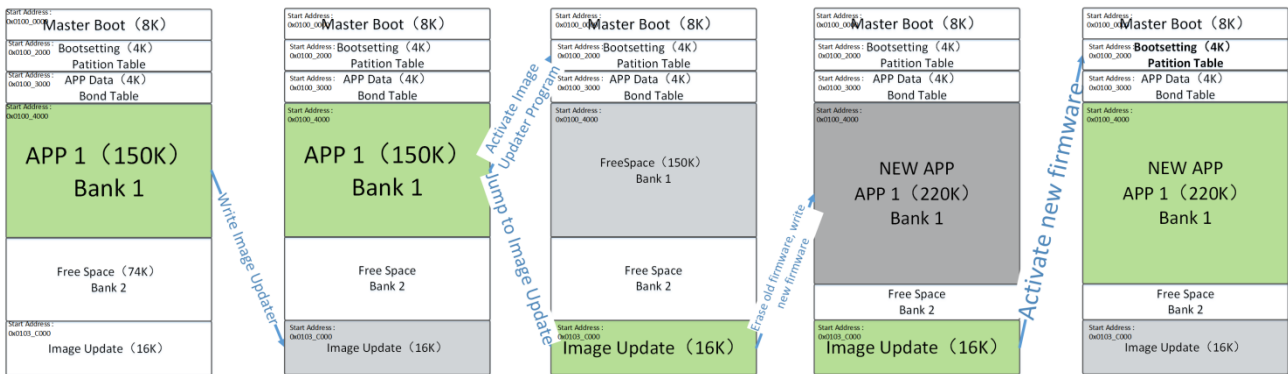 Start Address :
0x0100_0000
Master Boot（8K）
Start Address :
0x0100_2000
Bootsetting（4K）
Patition Table
Start Address :
0x0100_3000
APP Data（4K）
Bond Table
Start Address :
0x0100_4000
APP 1（150K）
Bank 1
Free Space（74K）
Bank 2
Start Address :
0x0103_C000
Image Update（16K）
Write Image Updater
Start Address :
0x0100_0000
Master Boot（8K）
Start Address :
0x0100_2000
Bootsetting（4K）
Patition Table
Start Address :
0x0100_3000
APP Data（4K）
Bond Table
Start Address :
0x0100_4000
APP 1（150K）
Bank 1
Free Space
Bank 2
Start Address :
0x0103_C000
Image Update（16K）
Activate Image
Updater Program
Jump to Image Update
Start Address :
0x0100_0000
Master Boot（8K）
Start Address :
0x0100_2000
Bootsetting（4K）
Patition Table
Start Address :
0x0100_3000
APP Data（4K）
Bond Table
Start Address :
0x0100_4000
FreeSpace（150K）
Bank 1
Free Space
Bank 2
Start Address :
0x0103_C000
Image Update（16K）
Erase old firmware, write
new firmware
Start Address :
0x0100_0000
Master Boot（8K）
Start Address :
0x0100_2000
Bootsetting（4K）
Patition Table
Start Address :
0x0100_3000
APP Data（4K）
Bond Table
Start Address :
0x0100_4000
NEW APP
APP 1（220K）
Bank 1
Free Space
Bank 2
Start Address :
0x0103_C000
Image Update（16K）
Activate new firmware
Start Address :
0x0100_0000
Master Boot（8K）
Start Address :
0x0100_2000
Bootsetting（4K）
Patition Table
Start Address :
0x0100_3000
APP Data（4K）
Bond Table
Start Address :
0x0100_4000
NEW APP
APP 1（220K）
Bank 1
Free Space
Bank 2
Start Address :
0x0103_C000
Image Update（16K）